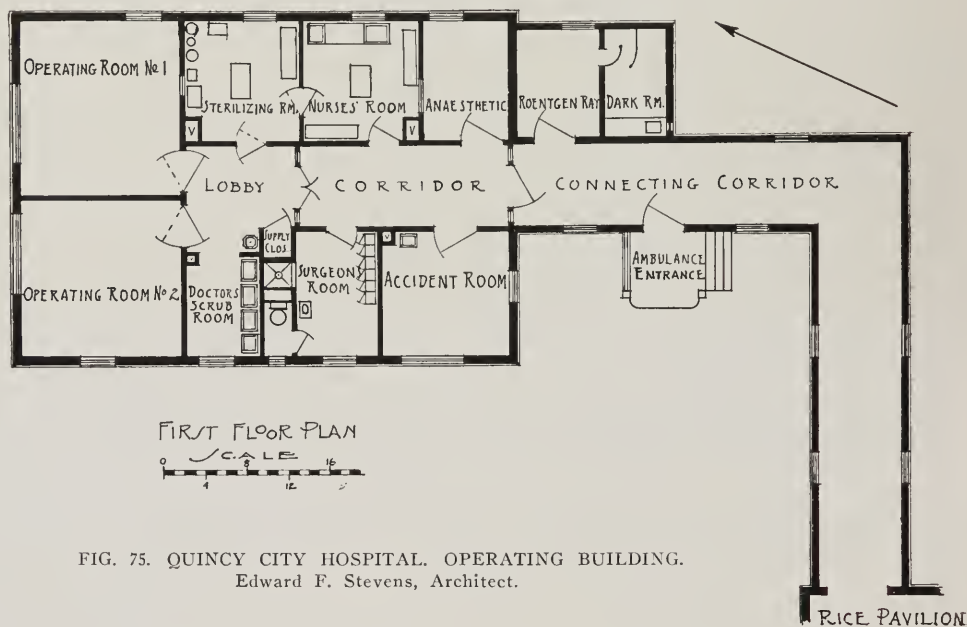 OPERATING ROOM No 1
STERILIZING RM.
NURSES' ROOM
ANAESTHETIC
ROENTGEN RAY
DARK RM.
V
V
LOBBY
CORRIDOR
CONNECTING CORRIDOR
OPERATING ROOM No 2
DOCTORS
SCRUB
ROOM
SUPPLY
CLOS.
SURGEONS
ROOM
V
ACCIDENT ROOM
AMBULANCE
ENTRANCE
FIRST FLOOR PLAN
SCALE
0 8 16
4 12
FIG. 75. QUINCY CITY HOSPITAL. OPERATING BUILDING.
Edward F. Stevens, Architect.
RICE PAVILION